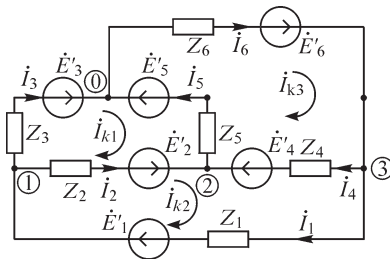 Z₆ İ₆ Ė′₆
İ₃ Ė′₃ ⓪ Ė′₅ İ₅ İₖ₃
Z₃ İₖ₁ Ė′₂ Z₅ Ė′₄ Z₄ ③
① Z₂ İ₂ ② İ₄
İₖ₂
Ė′₁ Z₁ İ₁